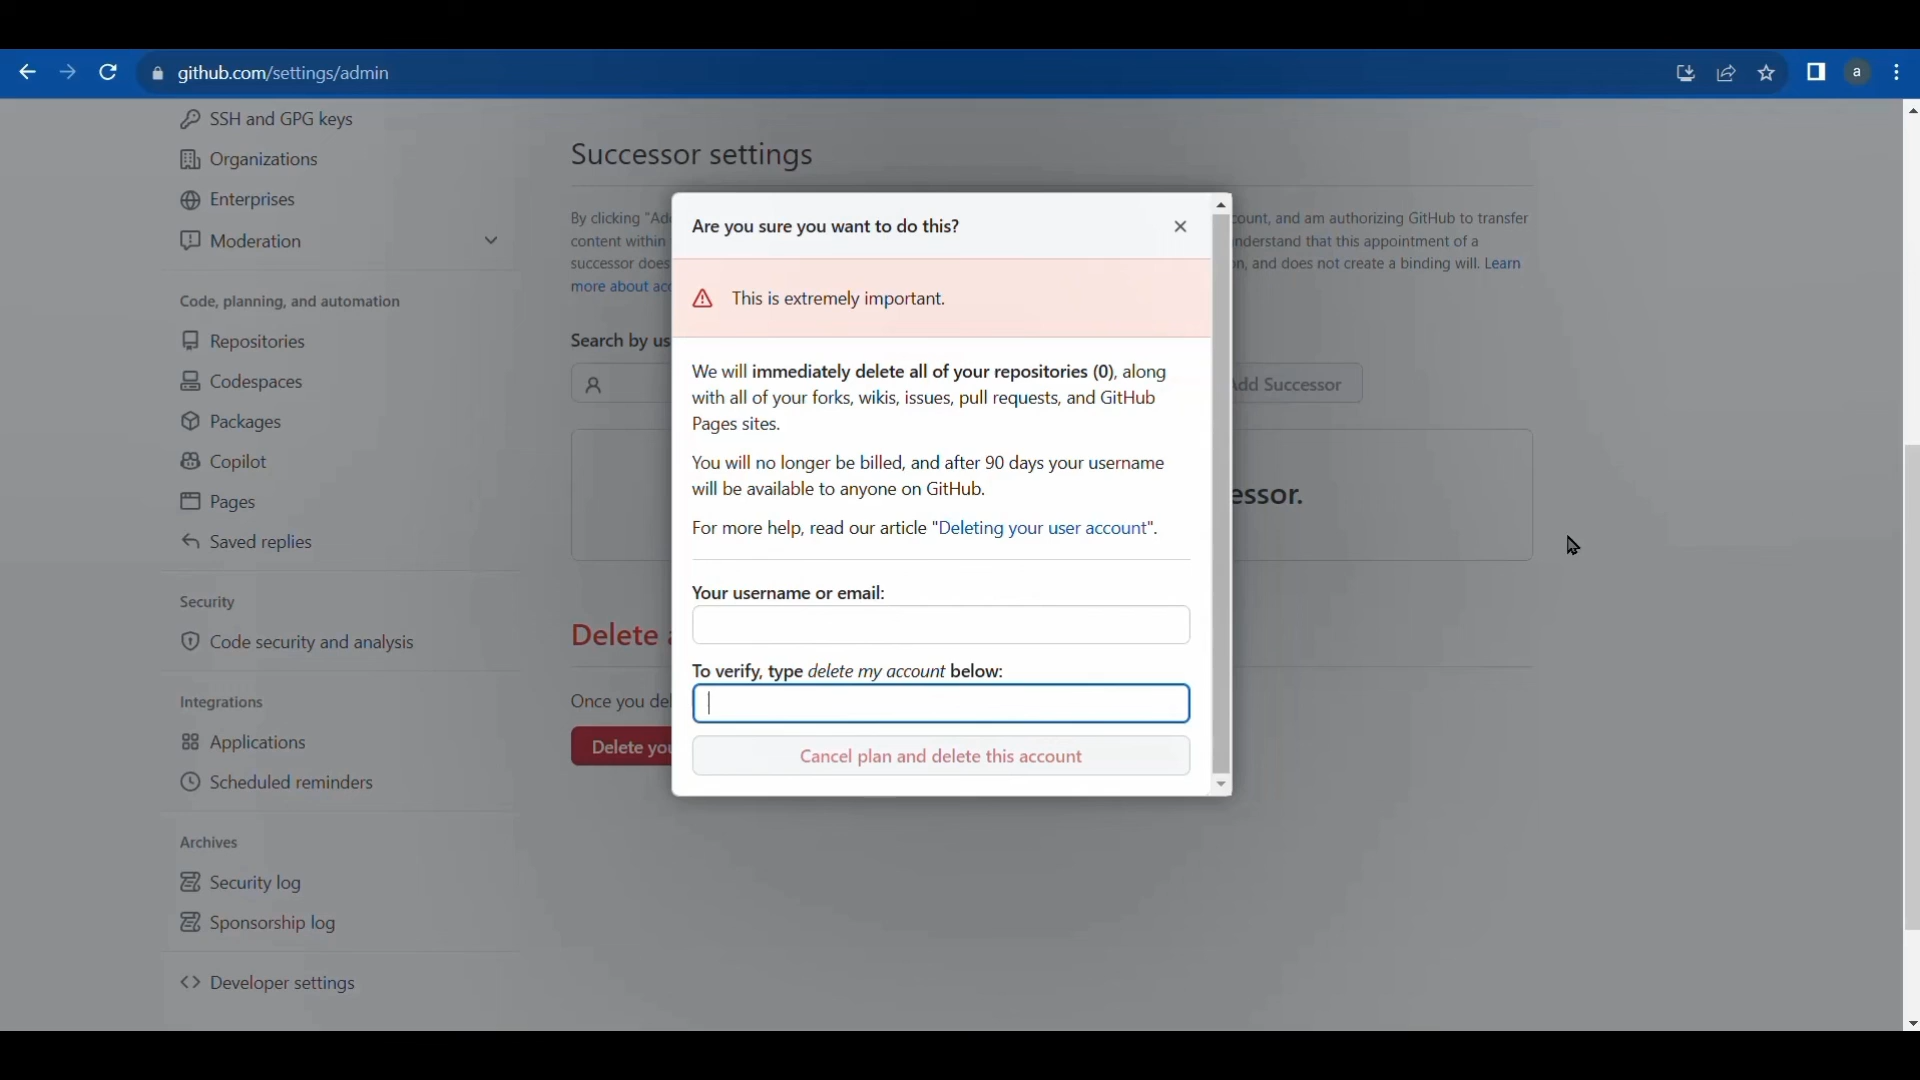 github.com/settings/admin
a
SSH and GPG keys
Organizations
Enterprises
Moderation
Code, planning, and automation
Repositories
Codespaces
Packages
Copilot
Pages
Saved replies
Security
Code security and analysis
Integrations
Applications
Scheduled reminders
Archives
Security log
Sponsorship log
Developer settings
Successor settings
By clicking "Ad
count, and am authorizing GitHub to transfer
content within
nderstand that this appointment of a
successor does
n, and does not create a binding will. Learn
more about acc
Search by us
Add Successor
essor.
Delete a
Once you del
Delete you
Are you sure you want to do this?
This is extremely important.
We will immediately delete all of your repositories (0), along
with all of your forks, wikis, issues, pull requests, and GitHub
Pages sites.
You will no longer be billed, and after 90 days your username
will be available to anyone on GitHub.
For more help, read our article "Deleting your user account".
Your username or email:
To verify, type delete my account below:
Cancel plan and delete this account